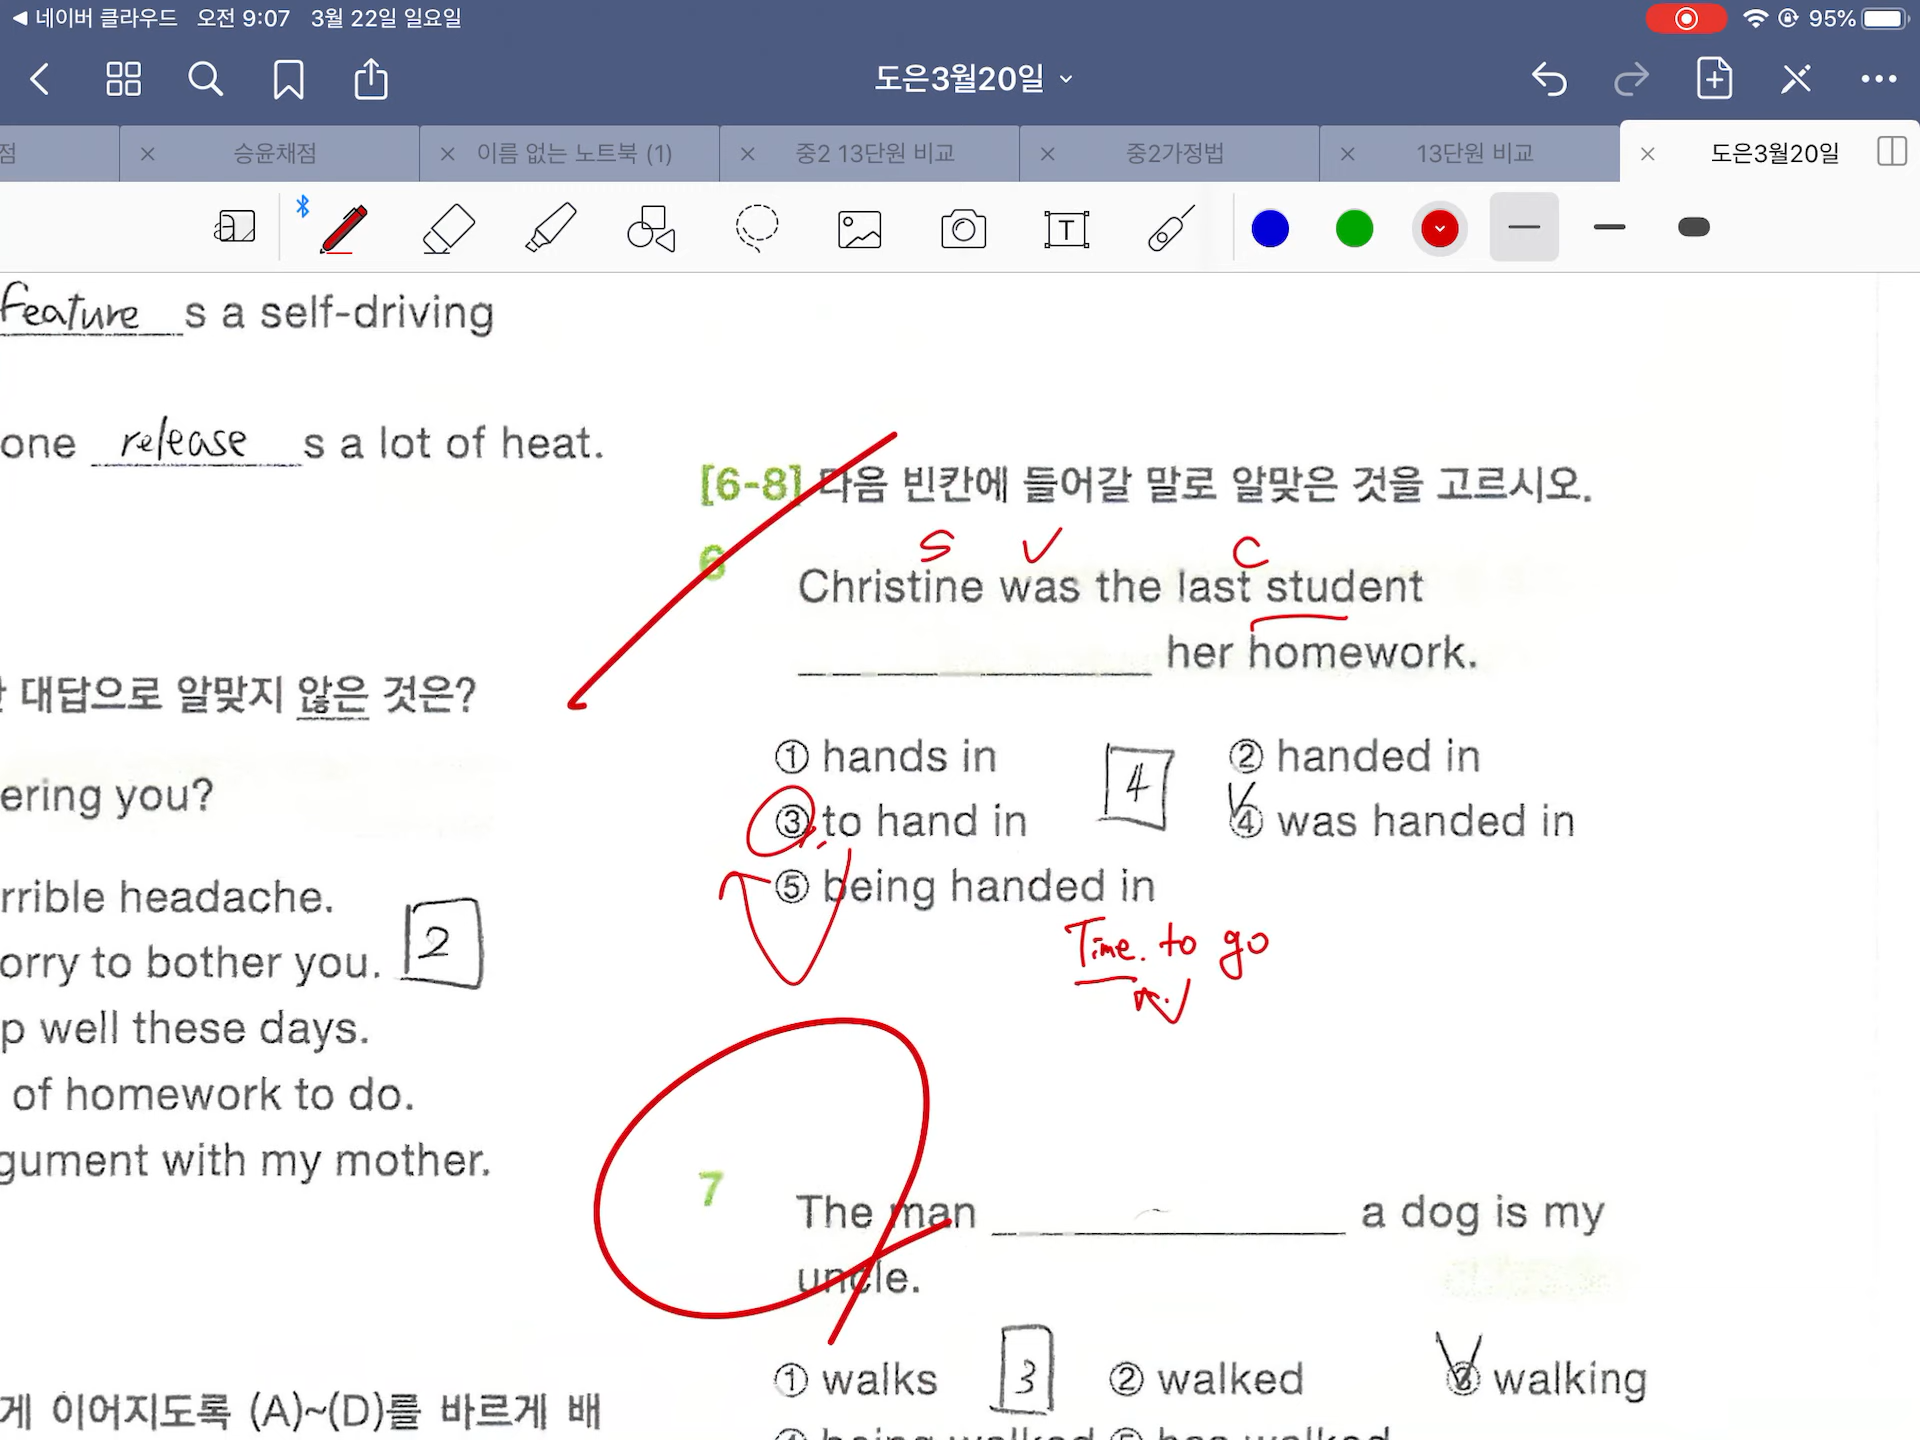 ◀ 네이버 클라우드 오전 9:07 3월 22일 일요일 95%
도은3월20일
점 × 승윤채점 × 이름 없는 노트북 (1) × 중2 13단원 비교 × 중2가정법 × 13단원 비교 × 도은3월20일
feature s a self-driving
one release s a lot of heat.
대답으로 알맞지 않은 것은?
ering you?
rrible headache.
orry to bother you. 2
p well these days.
of homework to do.
gument with my mother.
게 이어지도록 (A)~(D)를 바르게 배
[6-8] 다음 빈칸에 들어갈 말로 알맞은 것을 고르시오.
S V C
6 Christine was the last student
her homework.
① hands in 4 ② handed in
③ to hand in ④ was handed in
⑤ being handed in
Time to go
7 The man a dog is my
uncle.
① walks 3 ② walked ③ walking